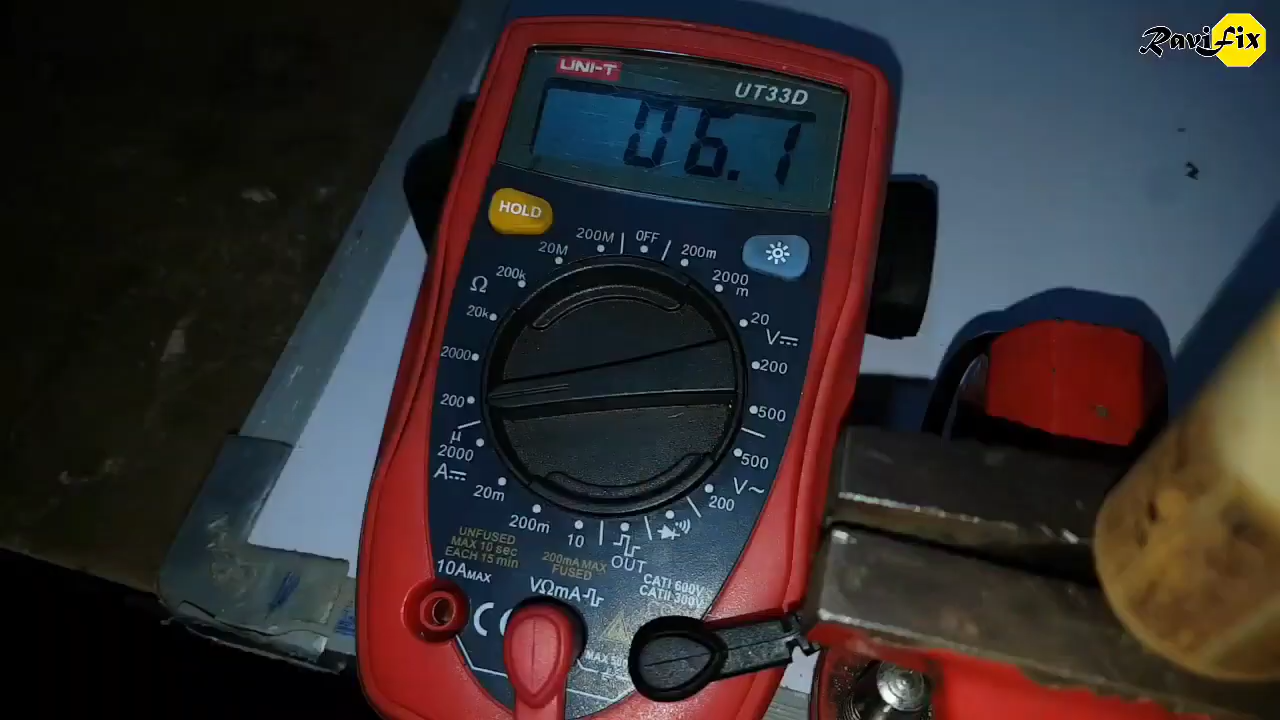 RaviFix
UNI-T
UT33D
06.1
HOLD
OFF
200m
2000
m
20
V
200
500
500
V~
200
OUT
10
200m
20m
A
2000
µ
200
2000
20k
Ω
200k
20M
200M
UNFUSED
MAX 10 sec
EACH 15 min
200mA MAX
FUSED
CATI 600V
CATII 300V
10AMAX
VΩmA
CE